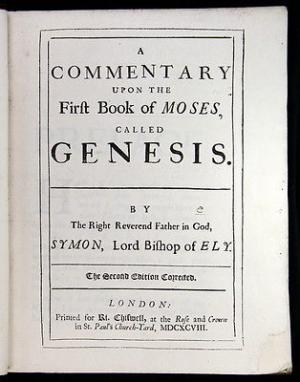 A
COMMENTARY
UPON THE
Firſt Book of MOSES,
CALLED
GENESIS.
BY
The Right Reverend Father in God,
SYMON, Lord Biſhop of ELY.
The Second Edition Corrected.
LONDON:
Printed for Ri. Chiſwell, at the Roſe and Crown
in St. Paul's Church-Yard, MDCXCVIII.